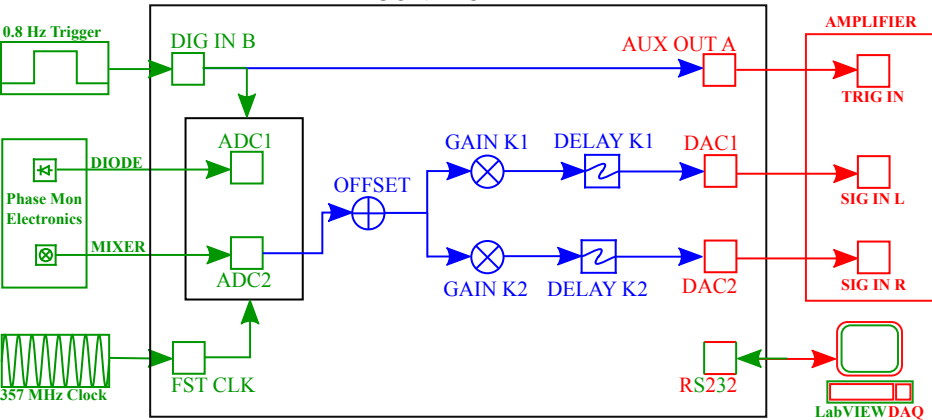 AMPLIFIER
0.8 Hz Trigger
DIG IN B
AUX OUT A
TRIG IN
ADC1
GAIN K1
DELAY K1
DAC1
DIODE
OFFSET
Phase Mon
Electronics
SIG IN L
MIXER
ADC2
GAIN K2
DELAY K2
DAC2
SIG IN R
FST CLK
RS232
357 MHz Clock
LabVIEW DAQ